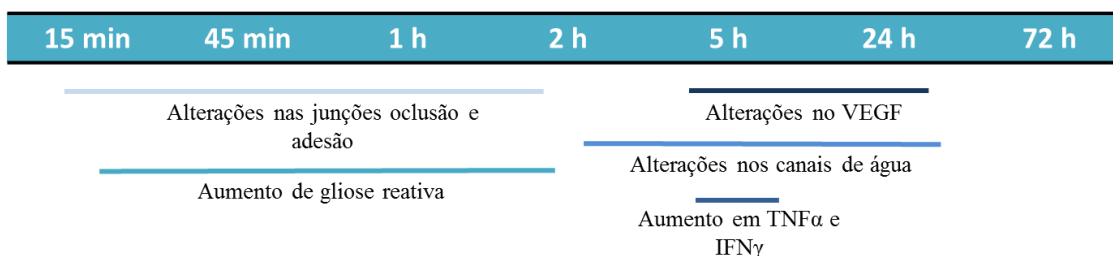 15 min 45 min 1 h 2 h 5 h 24 h 72 h
Alterações nas junções oclusão e
adesão
Alterações no VEGF
Alterações nos canais de água
Aumento de gliose reativa
Aumento em TNFα e
IFNγ